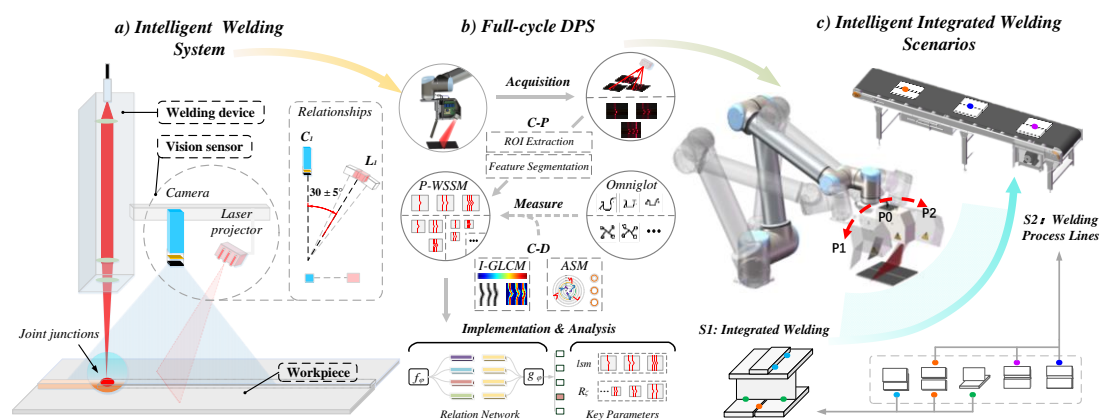 a) Intelligent Welding
System
Welding device
Vision sensor
Camera
Laser
projector
Relationships
C1
L1
30 ± 5°
Joint junctions
Workpiece
b) Full-cycle DPS
Acquisition
C-P
ROI Extraction
Feature Segmentation
P-WSSM
Omniglot
Measure
C-D
I-GLCM
ASM
Implementation & Analysis
fφ
gφ
lsm
Rς
Relation Network
Key Parameters
c) Intelligent Integrated Welding
Scenarios
P0
P1
P2
S2: Welding
Process Lines
S1: Integrated Welding